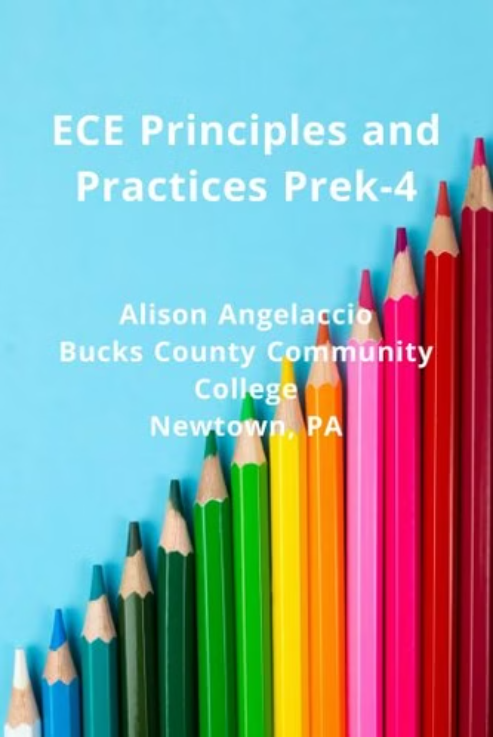 ECE Principles and
Practices Prek-4
Alison Angelaccio
Bucks County Community
College
Newtown, PA